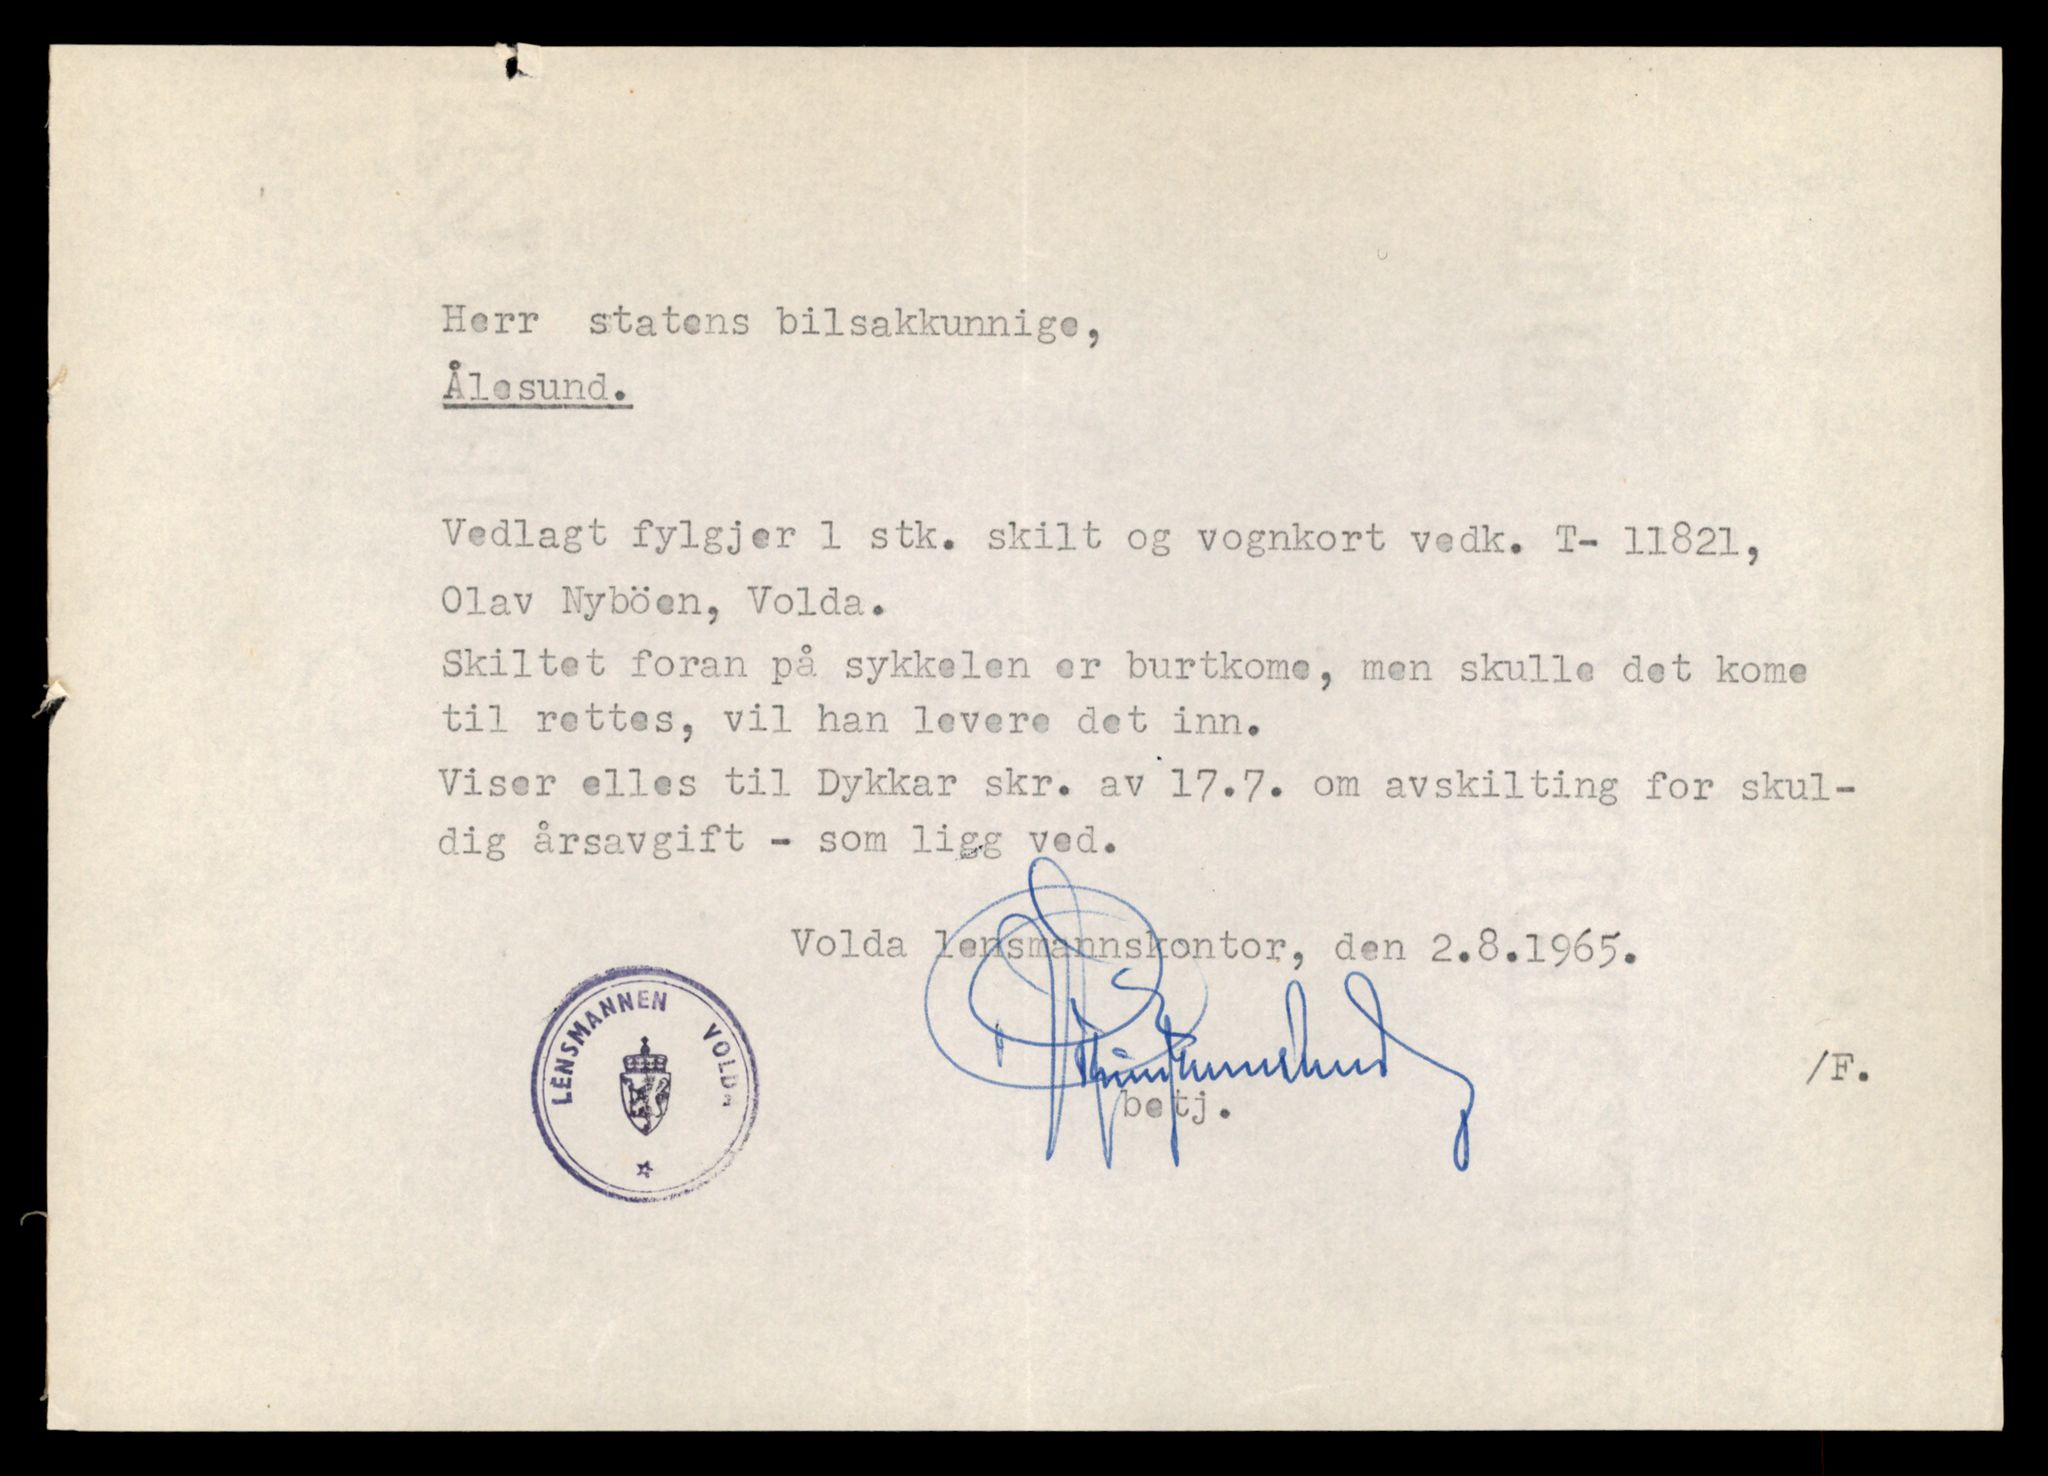 Herr statens bilsakkunnige,
Ålesund.
Vedlagt fylgjer 1 stk. skilt og vognkort vedk. T- 11821,
Olav Nyböen, Volda.
Skiltet foran på sykkelen er burtkome, men skulle det kome
til rettes, vil han levere det inn.
Viser elles til Dykkar skr. av 17.7. om avskilting for skul-
dig årsavgift - som ligg ved.
Volda lensmannskontor, den 2.8.1965.
LENSMANNEN VOLDA
/F.
betj.